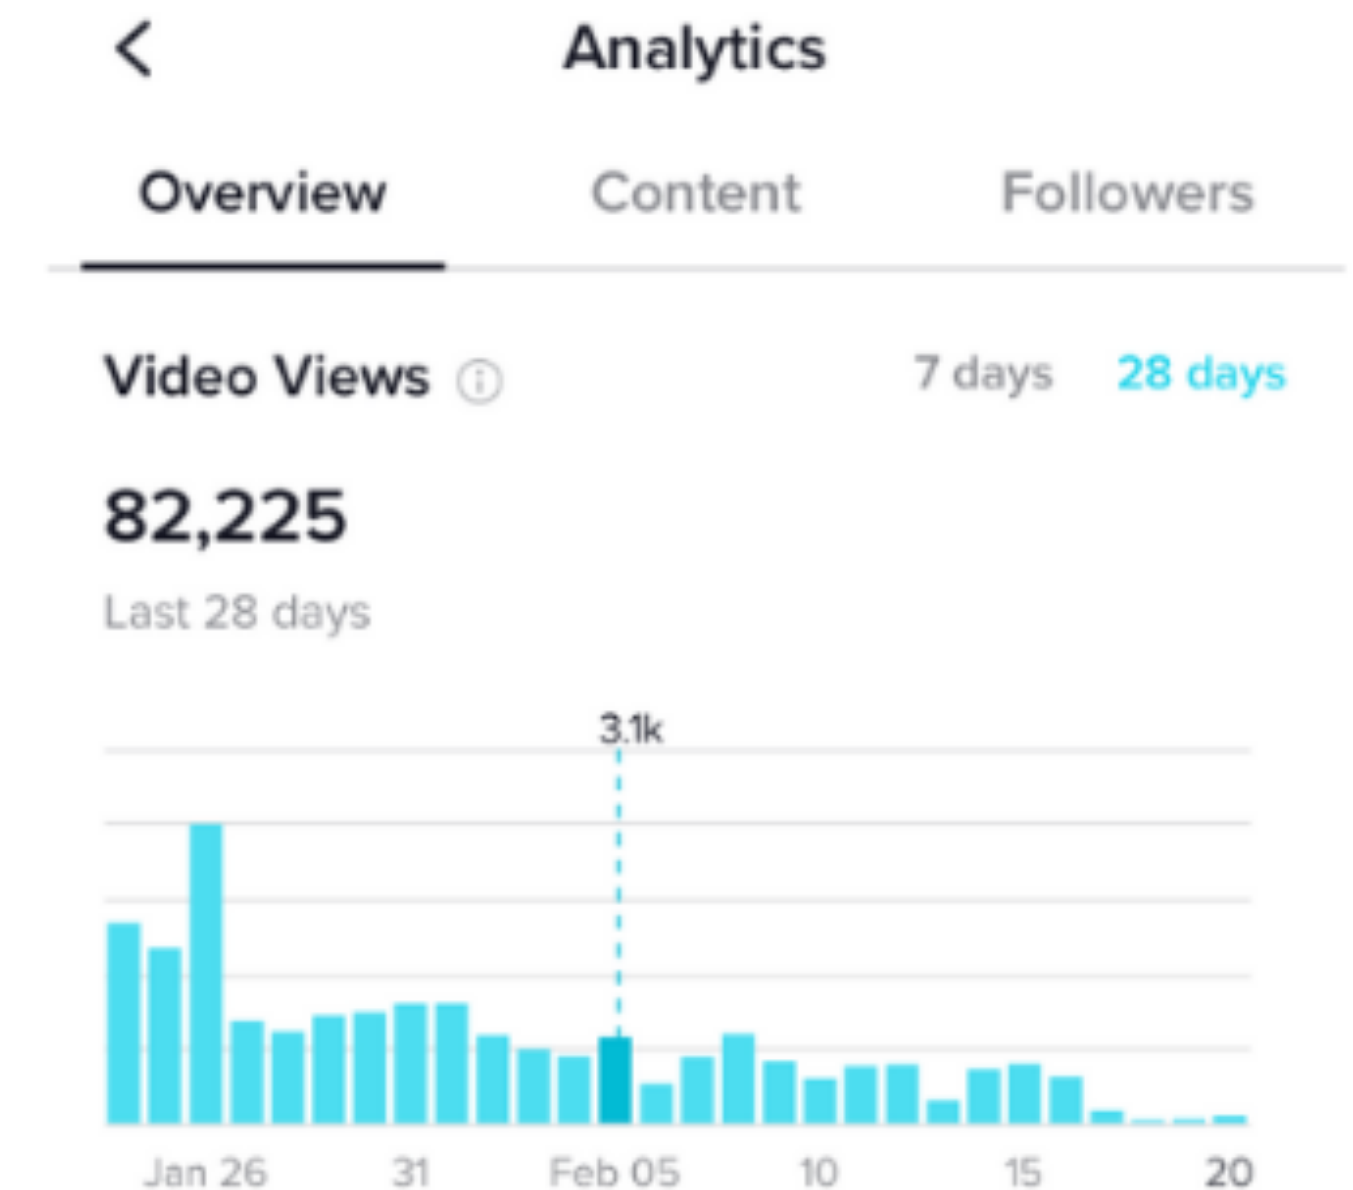 Analytics
Overview Content Followers
Video Views 7 days 28 days
82,225
Last 28 days
3.1k
Jan 26 31 Feb 05 10 15 20